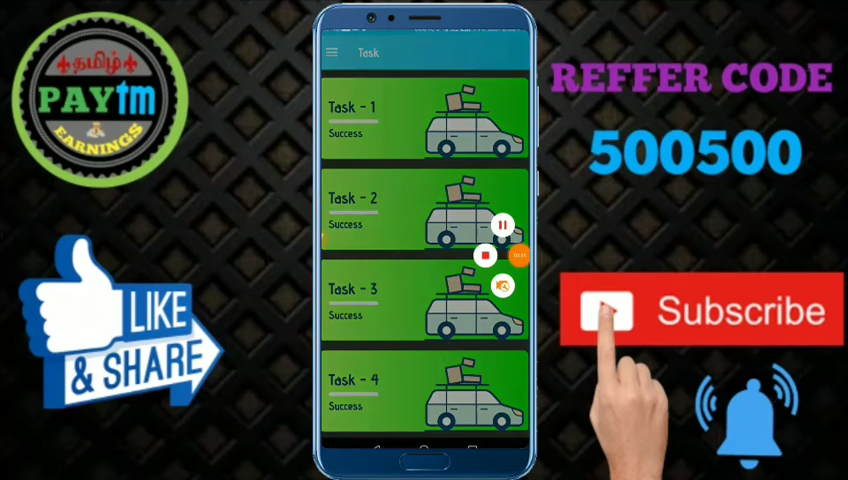 தமிழ்
PAYTM
EARNINGS
LIKE
& SHARE
Task
Task - 1
Success
Task - 2
Success
Task - 3
Success
Task - 4
Success
REFFER CODE
500500
Subscribe